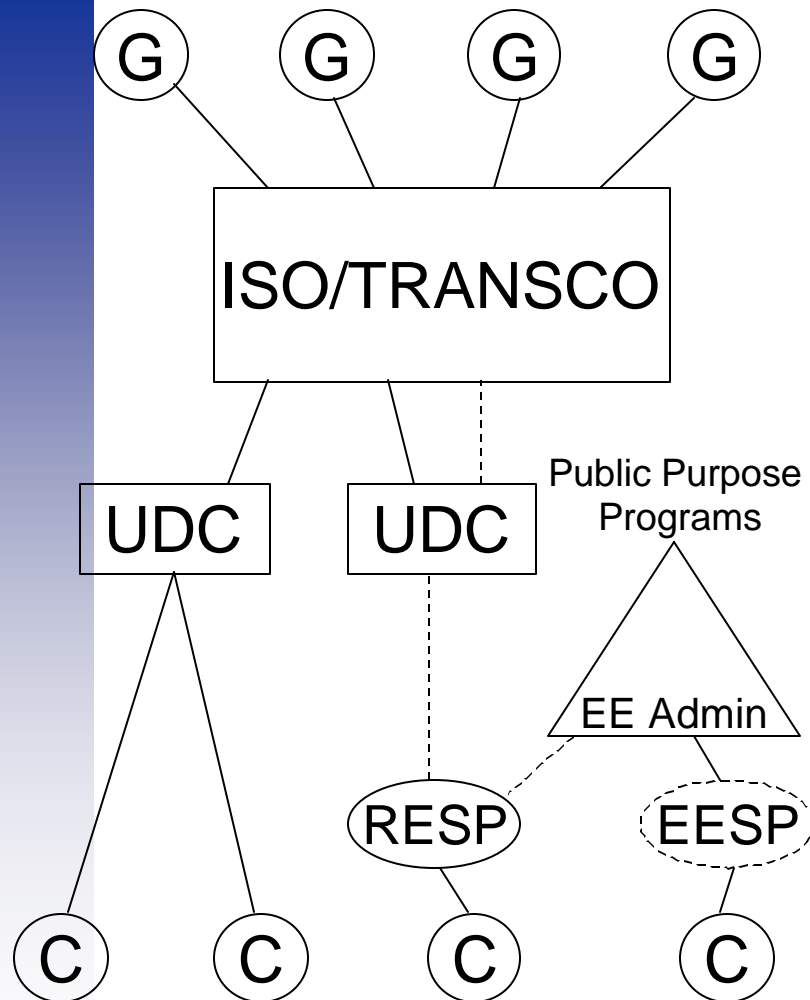 G G G G
ISO/TRANSCO
Public Purpose
Programs
UDC UDC
EE Admin
RESP EESP
C C C C